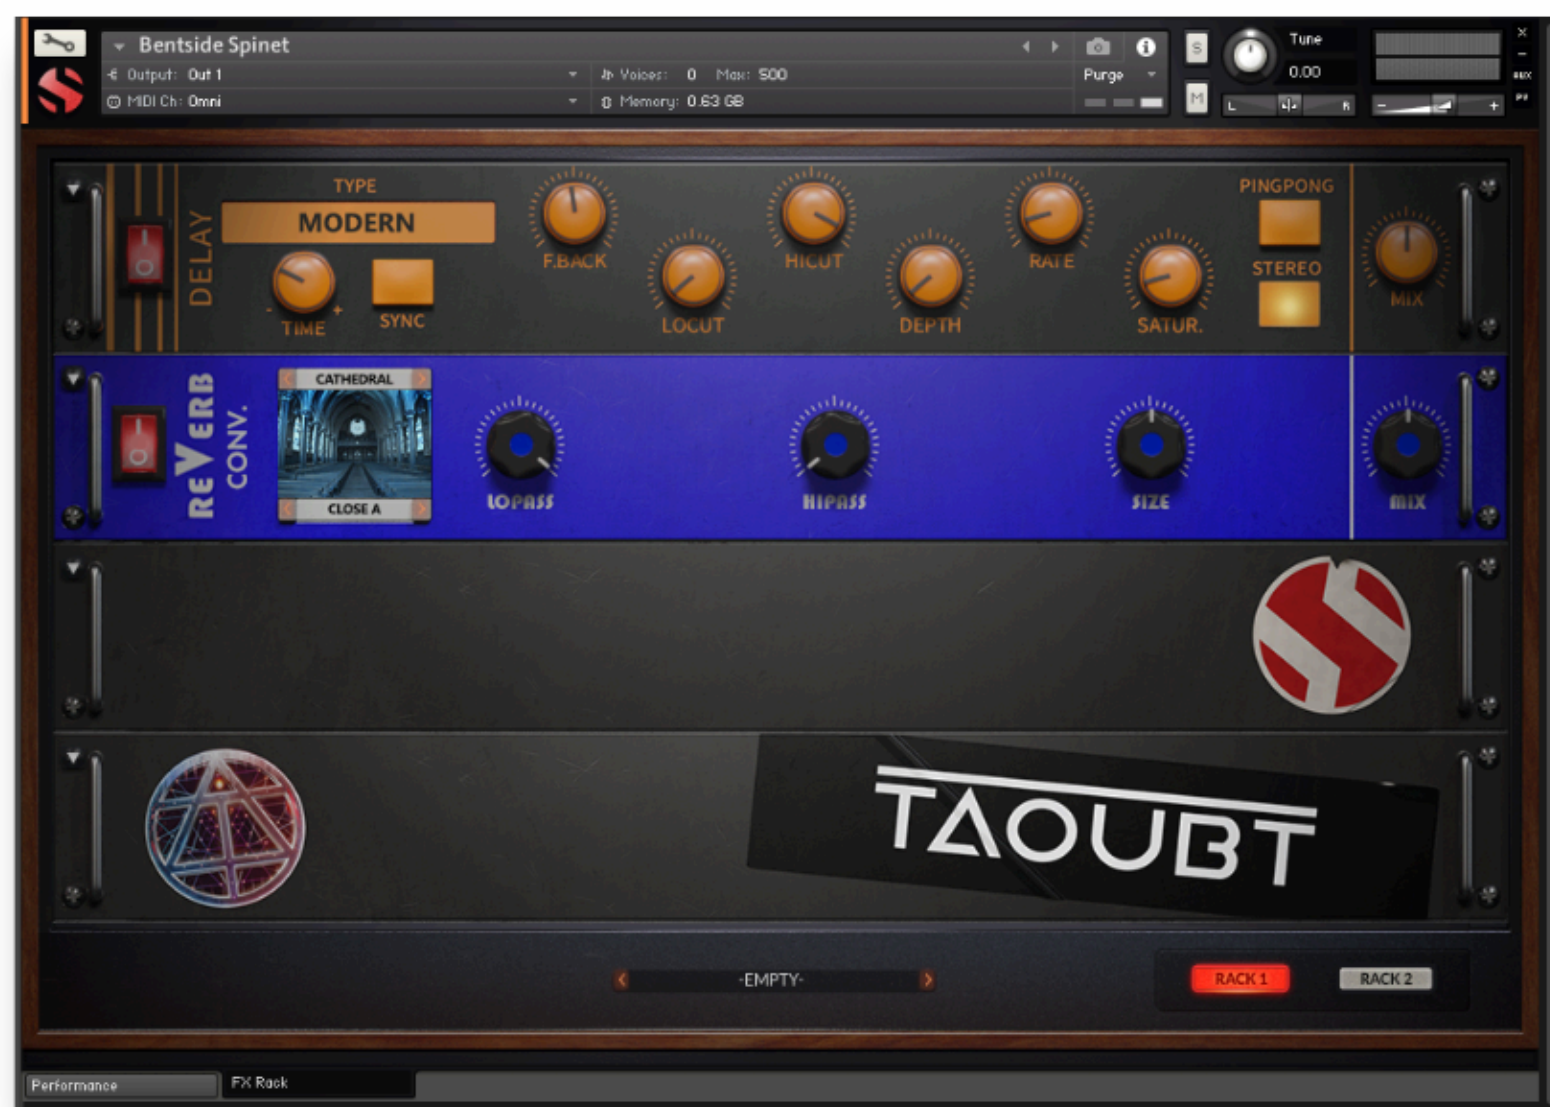 Bentside Spinet
Output: Out 1
Voices: 0 Max: 500
Purge
MIDI Ch: Omni
Memory: 0.63 GB
S
M
Tune
0.00
L R
- +
AUX
PV
DELAY
TYPE
MODERN
- TIME +
SYNC
F.BACK
LOCUT
HICUT
DEPTH
RATE
SATUR.
PINGPONG
STEREO
MIX
REVERB
CONV.
CATHEDRAL
CLOSE A
LOPASS
HIPASS
SIZE
MIX
TAOUBT
-EMPTY-
RACK 1
RACK 2
Performance
FX Rack